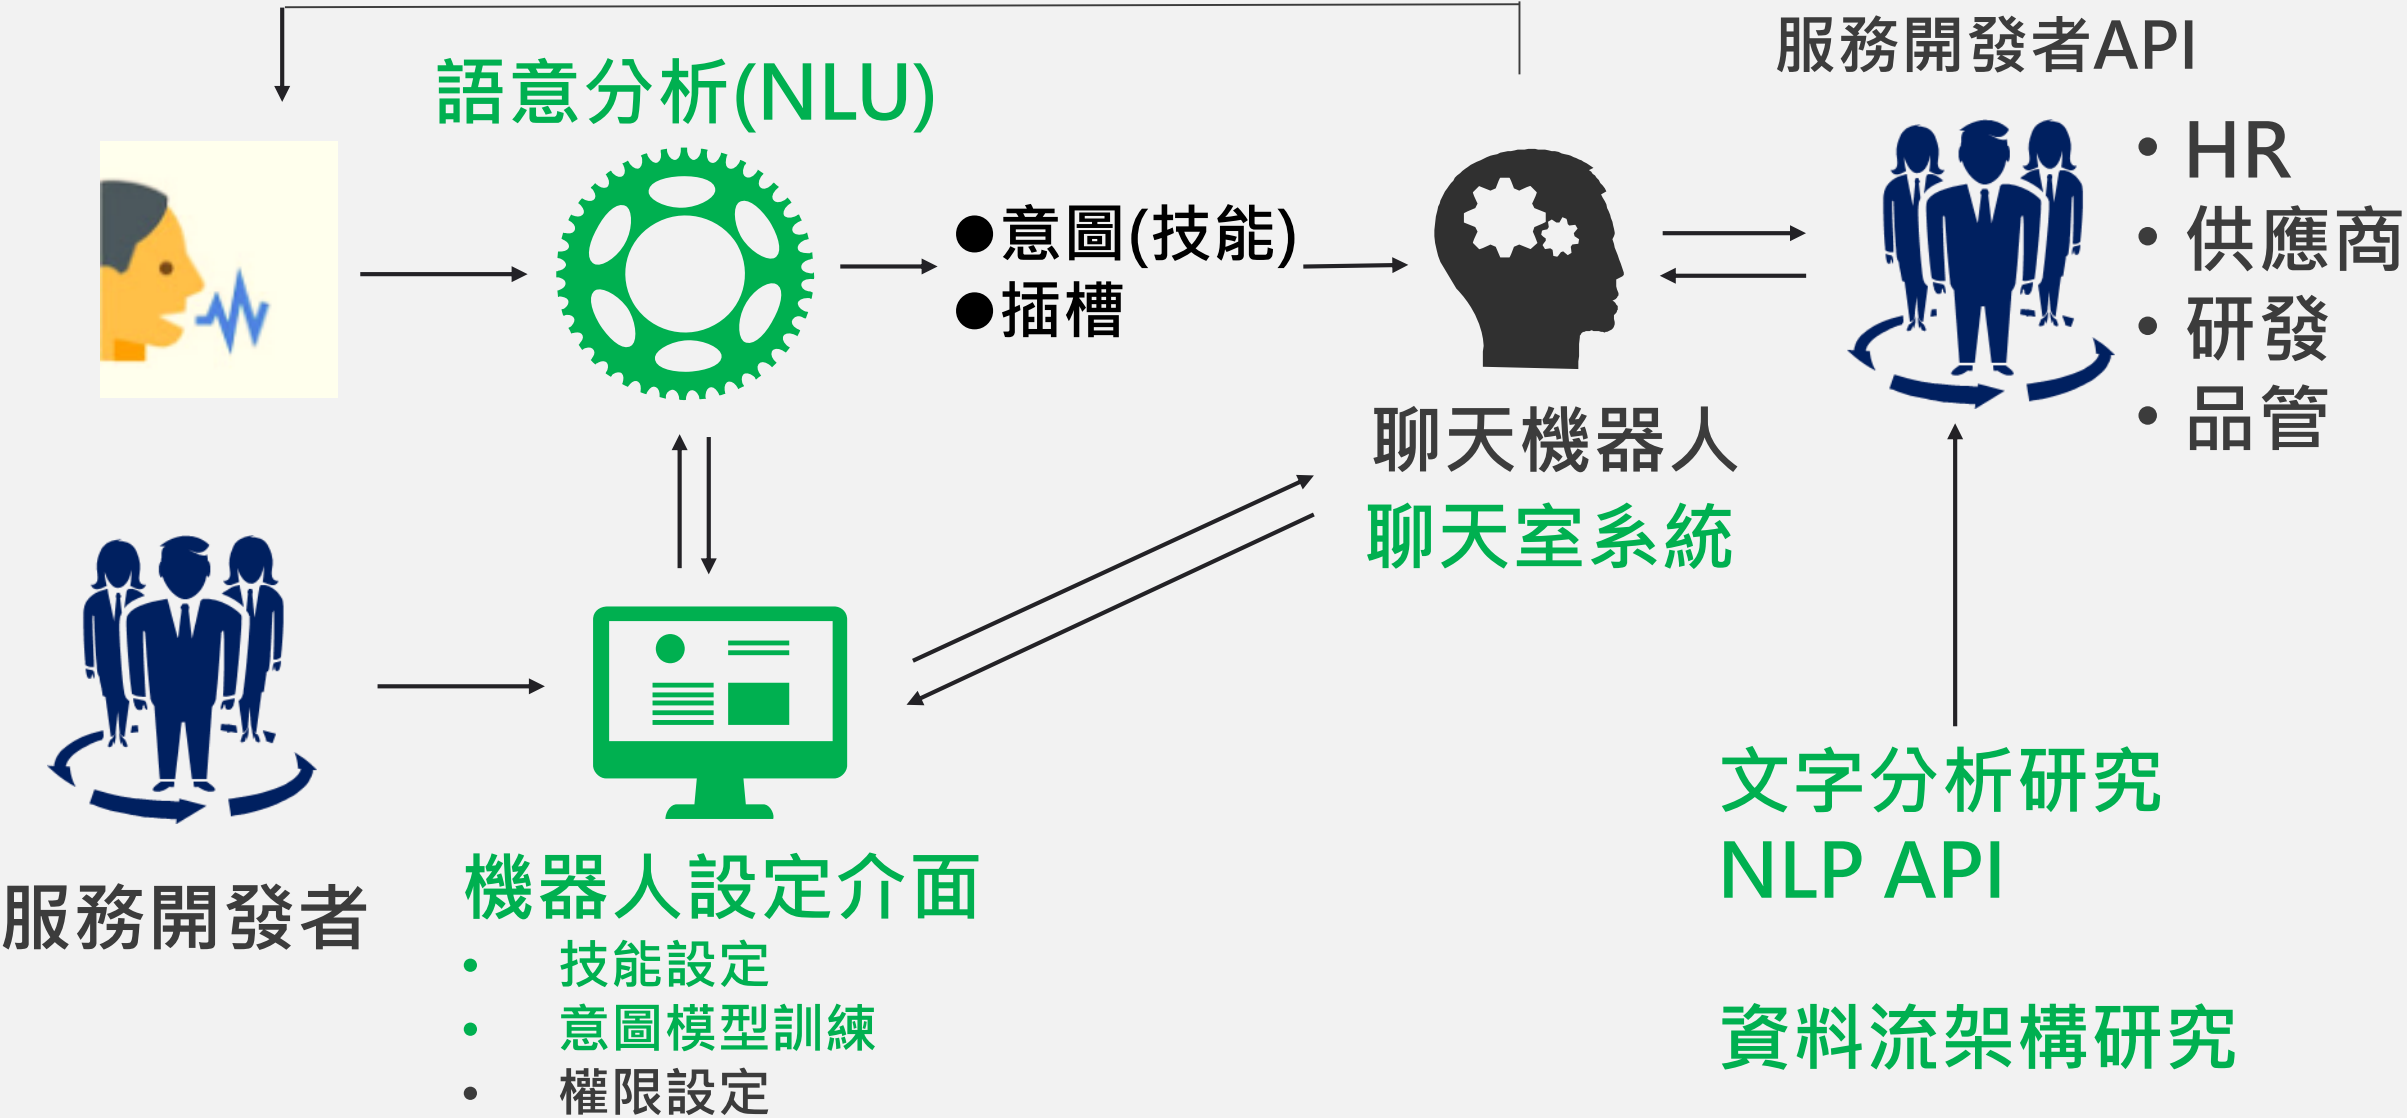 服務開發者API
語意分析(NLU)
• HR
• 供應商
• 研發
• 品管
●意圖(技能)
●插槽
聊天機器人
聊天室系統
服務開發者
機器人設定介面
• 技能設定
• 意圖模型訓練
• 權限設定
文字分析研究
NLP API
資料流架構研究